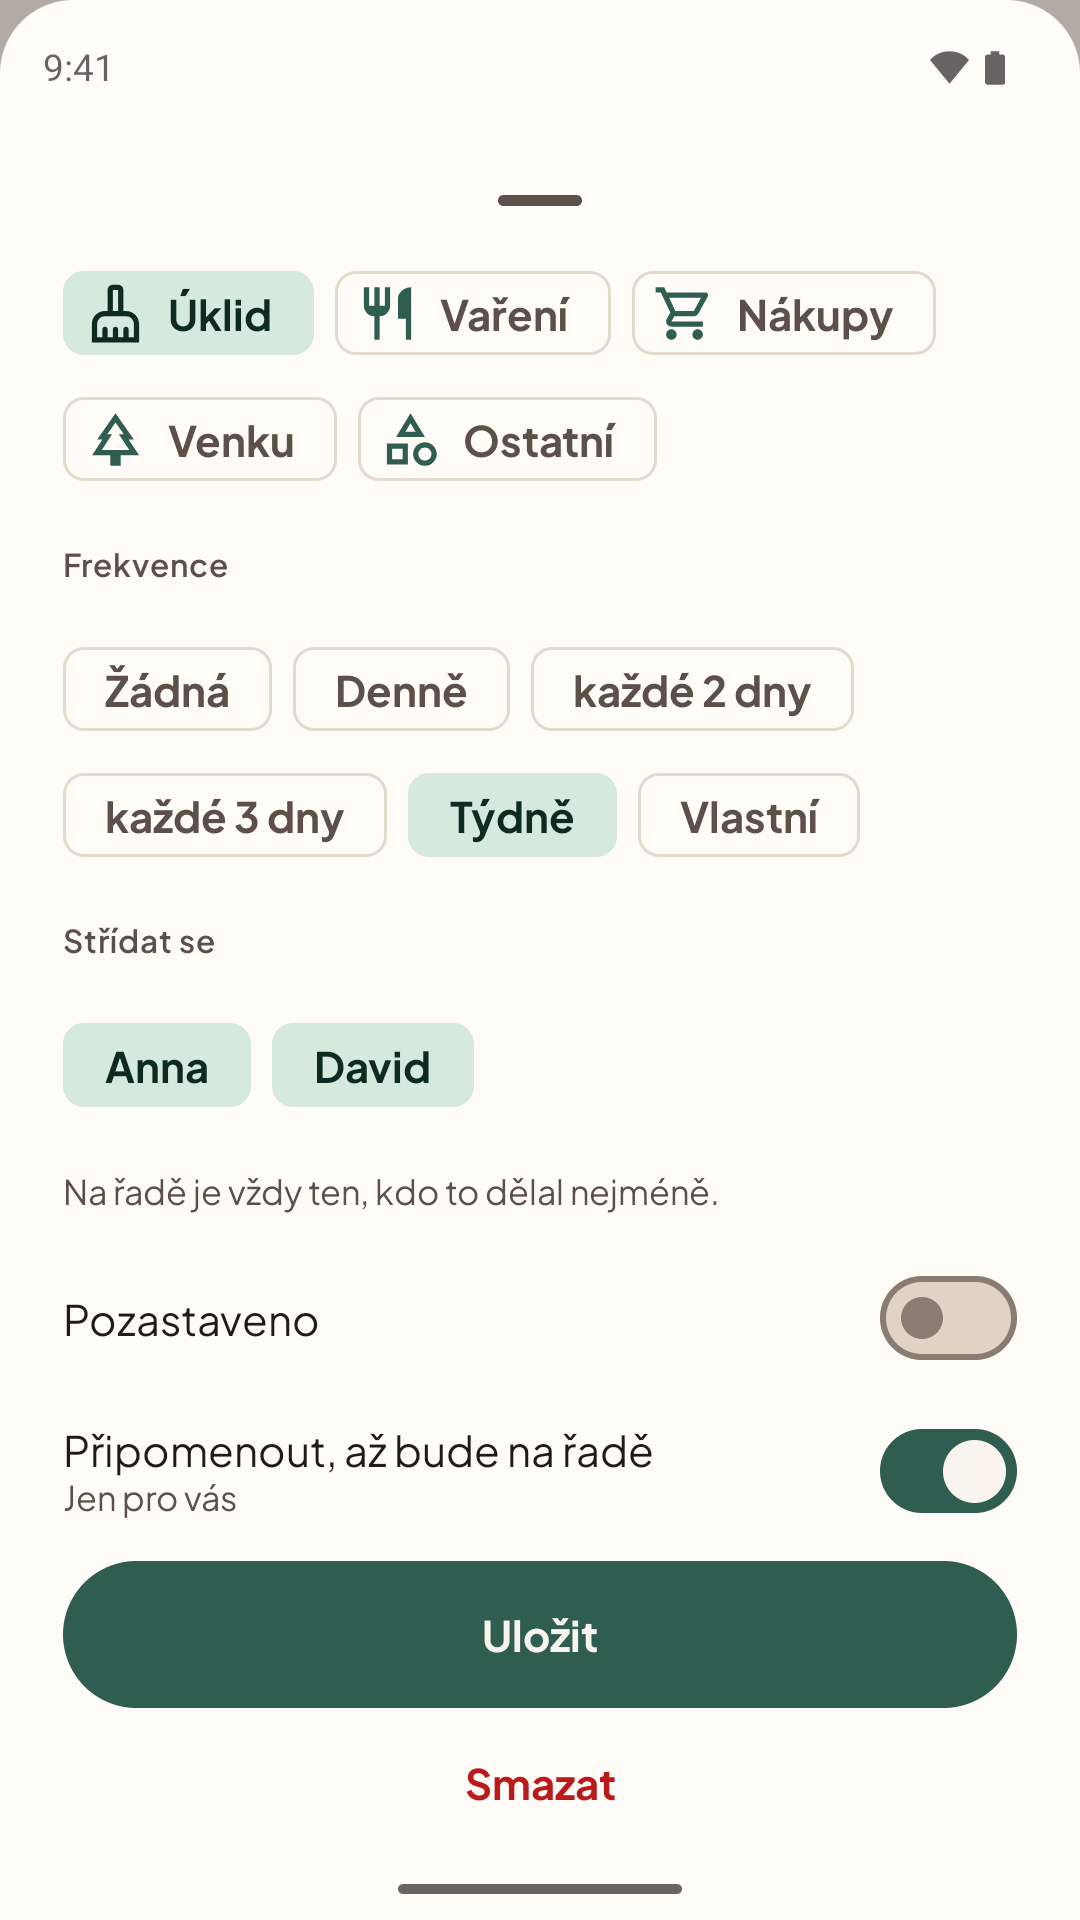 9:41
Úklid Vaření Nákupy
Venku Ostatní
Frekvence
Žádná Denně každé 2 dny
každé 3 dny Týdně Vlastní
Střídat se
Anna David
Na řadě je vždy ten, kdo to dělal nejméně.
Pozastaveno
Připomenout, až bude na řadě
Jen pro vás
Uložit
Smazat